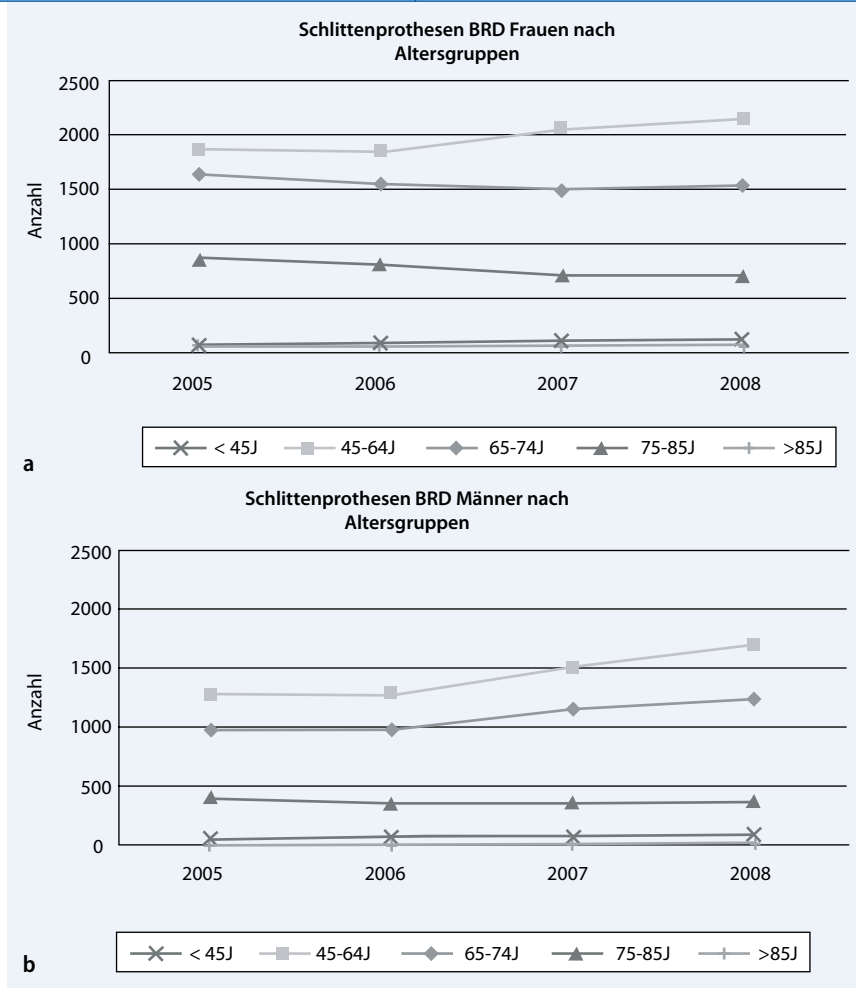 Schlittenprothesen BRD Frauen nach
Altersgruppen
2500
2000
1500
1000
500
0
Anzahl
2005 2006 2007 2008
< 45J 45-64J 65-74J 75-85J >85J
a
Schlittenprothesen BRD Männer nach
Altersgruppen
2500
2000
1500
1000
500
0
Anzahl
2005 2006 2007 2008
< 45J 45-64J 65-74J 75-85J >85J
b